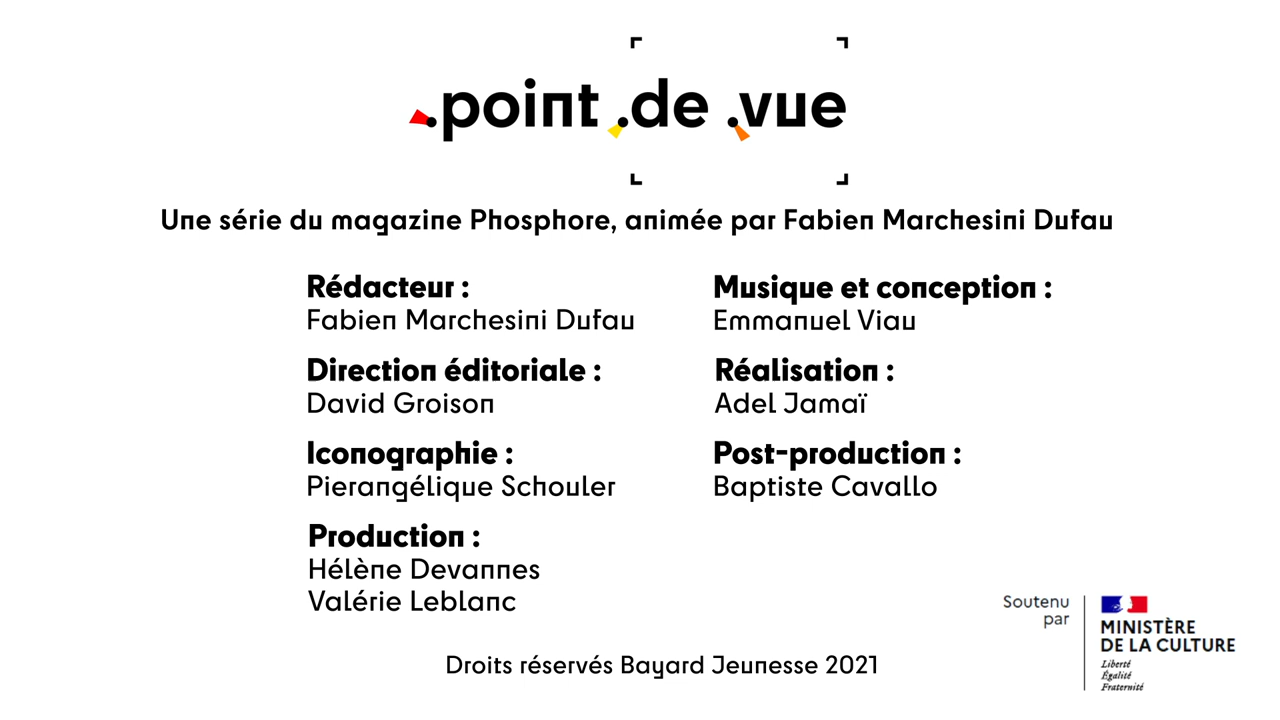 .point .de .vue
Une série du magazine Phosphore, animée par Fabien Marchesini Dufau
Rédacteur :
Fabien Marchesini Dufau
Direction éditoriale :
David Groison
Iconographie :
Pierangélique Schouler
Production :
Hélène Devannes
Valérie Leblanc
Musique et conception :
Emmanuel Viau
Réalisation :
Adel Jamaï
Post-production :
Baptiste Cavallo
Droits réservés Bayard Jeunesse 2021
Soutenu
par
MINISTÈRE
DE LA CULTURE
Liberté
Égalité
Fraternité